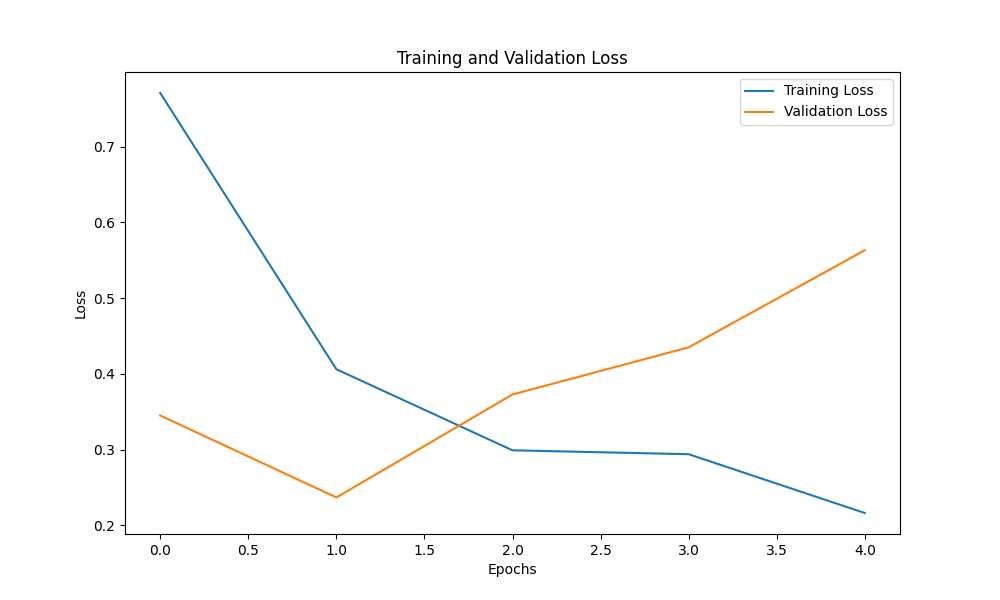 Training and Validation Loss
Training Loss
Validation Loss
0.7
0.6
0.5
0.4
0.3
0.2
Loss
0.0 0.5 1.0 1.5 2.0 2.5 3.0 3.5 4.0
Epochs